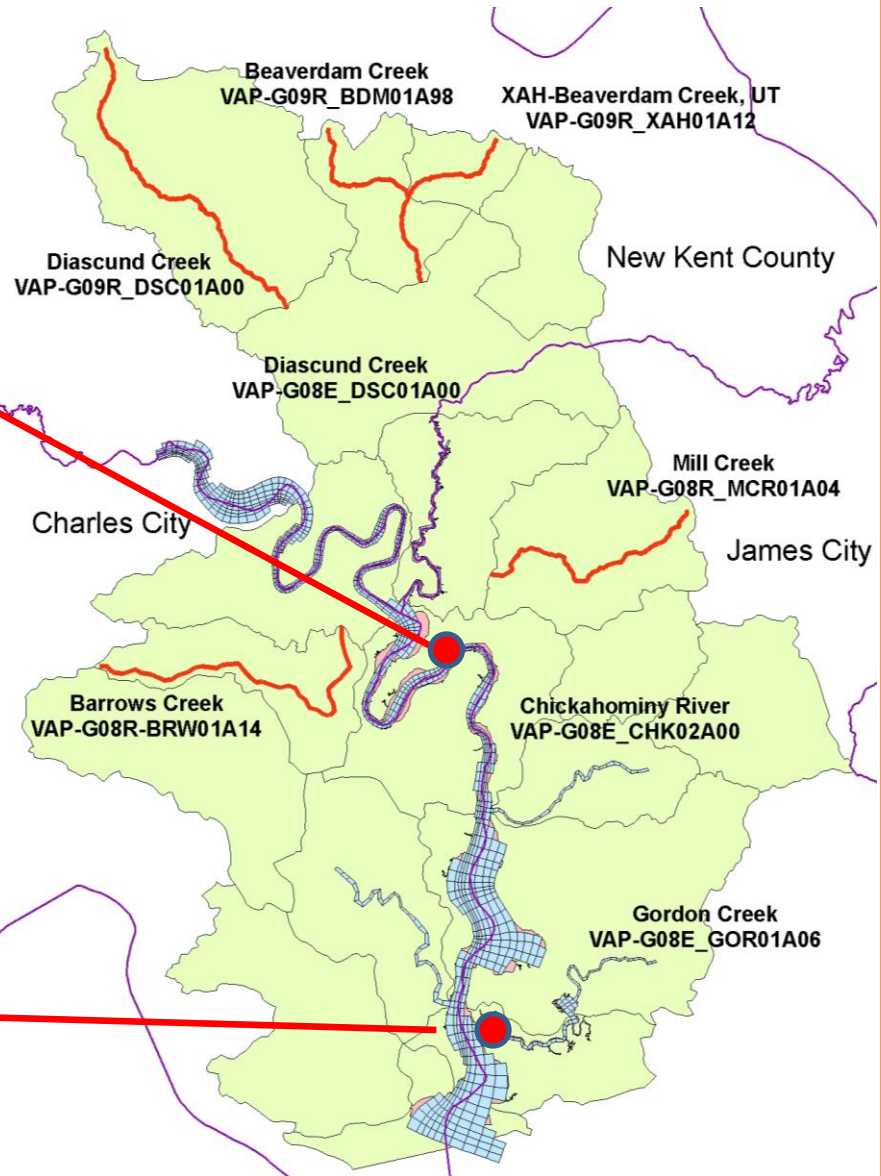 Beaverdam Creek
VAP-G09R_BDM01A98
XAH-Beaverdam Creek, UT
VAP-G09R_XAH01A12
Diascund Creek
VAP-G09R_DSC01A00
New Kent County
Diascund Creek
VAP-G08E_DSC01A00
Mill Creek
VAP-G08R_MCR01A04
Charles City
James City
Barrows Creek
VAP-G08R-BRW01A14
Chickahominy River
VAP-G08E_CHK02A00
Gordon Creek
VAP-G08E_GOR01A06